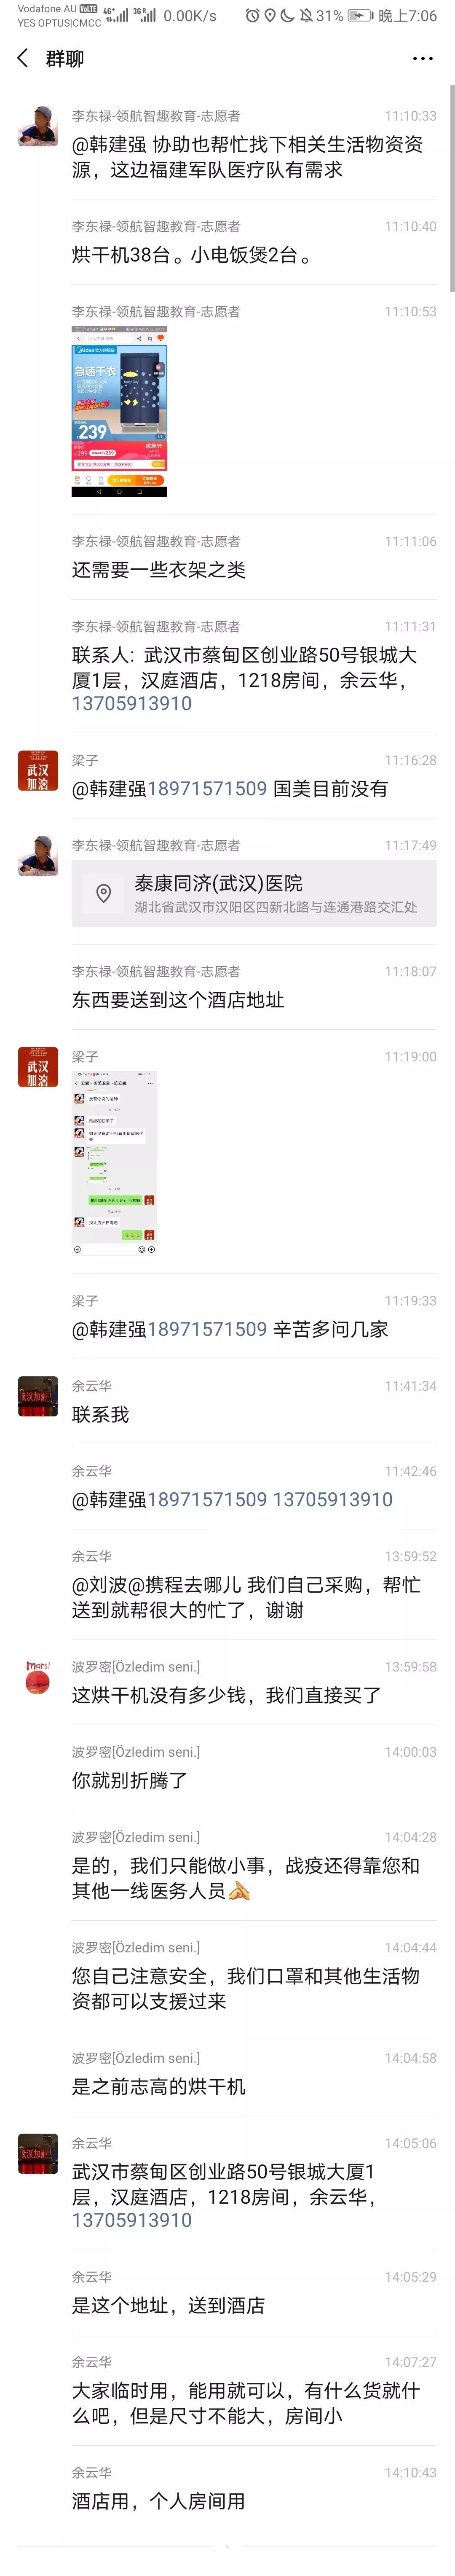 Vodafone AU VoLTE
YES OPTUS|CMCC
4G 3G R 0.00K/s
31% 晚上7:06
群聊
李东禄-领航智趣教育-志愿者 11:10:33
@韩建强 协助也帮忙找下相关生活物资资
源，这边福建军队医疗队有需求
李东禄-领航智趣教育-志愿者 11:10:40
烘干机38台。小电饭煲2台。
李东禄-领航智趣教育-志愿者 11:10:53
Midea
急速干衣
239
李东禄-领航智趣教育-志愿者 11:11:06
还需要一些衣架之类
李东禄-领航智趣教育-志愿者 11:11:31
联系人: 武汉市蔡甸区创业路50号银城大
厦1层，汉庭酒店，1218房间，余云华，
13705913910
武汉
加油
梁子 11:16:28
@韩建强18971571509 国美目前没有
李东禄-领航智趣教育-志愿者 11:17:49
泰康同济(武汉)医院
湖北省武汉市汉阳区四新北路与连通港路交汇处
李东禄-领航智趣教育-志愿者 11:18:07
东西要送到这个酒店地址
武汉
加油
梁子 11:19:00
梁子 11:19:33
@韩建强18971571509 辛苦多问几家
余云华 11:41:34
联系我
余云华 11:42:46
@韩建强18971571509 13705913910
余云华 13:59:52
@刘波@携程去哪儿 我们自己采购，帮忙
送到就帮很大的忙了，谢谢
Mars!
波罗密[Özledim seni.] 13:59:58
这烘干机没有多少钱，我们直接买了
波罗密[Özledim seni.] 14:00:03
你就别折腾了
波罗密[Özledim seni.] 14:04:28
是的，我们只能做小事，战疫还得靠您和
其他一线医务人员
波罗密[Özledim seni.] 14:04:44
您自己注意安全，我们口罩和其他生活物
资都可以支援过来
波罗密[Özledim seni.] 14:04:58
是之前志高的烘干机
余云华 14:05:06
武汉市蔡甸区创业路50号银城大厦1
层，汉庭酒店，1218房间，余云华，
13705913910
余云华 14:05:29
是这个地址，送到酒店
余云华 14:07:27
大家临时用，能用就可以，有什么货就什
么吧，但是尺寸不能大，房间小
余云华 14:10:43
酒店用，个人房间用